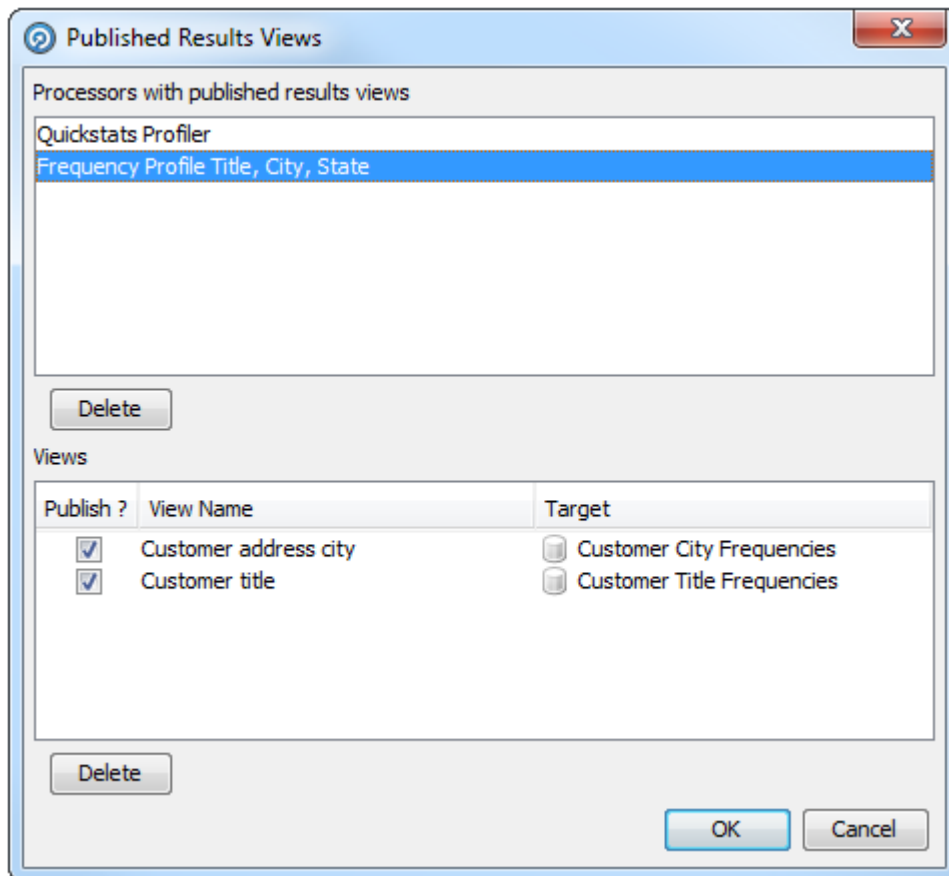 Published Results Views
Processors with published results views
Quickstats Profiler
Frequency Profile Title, City, State
Delete
Views
Publish ? View Name Target
Customer address city Customer City Frequencies
Customer title Customer Title Frequencies
Delete
OK Cancel